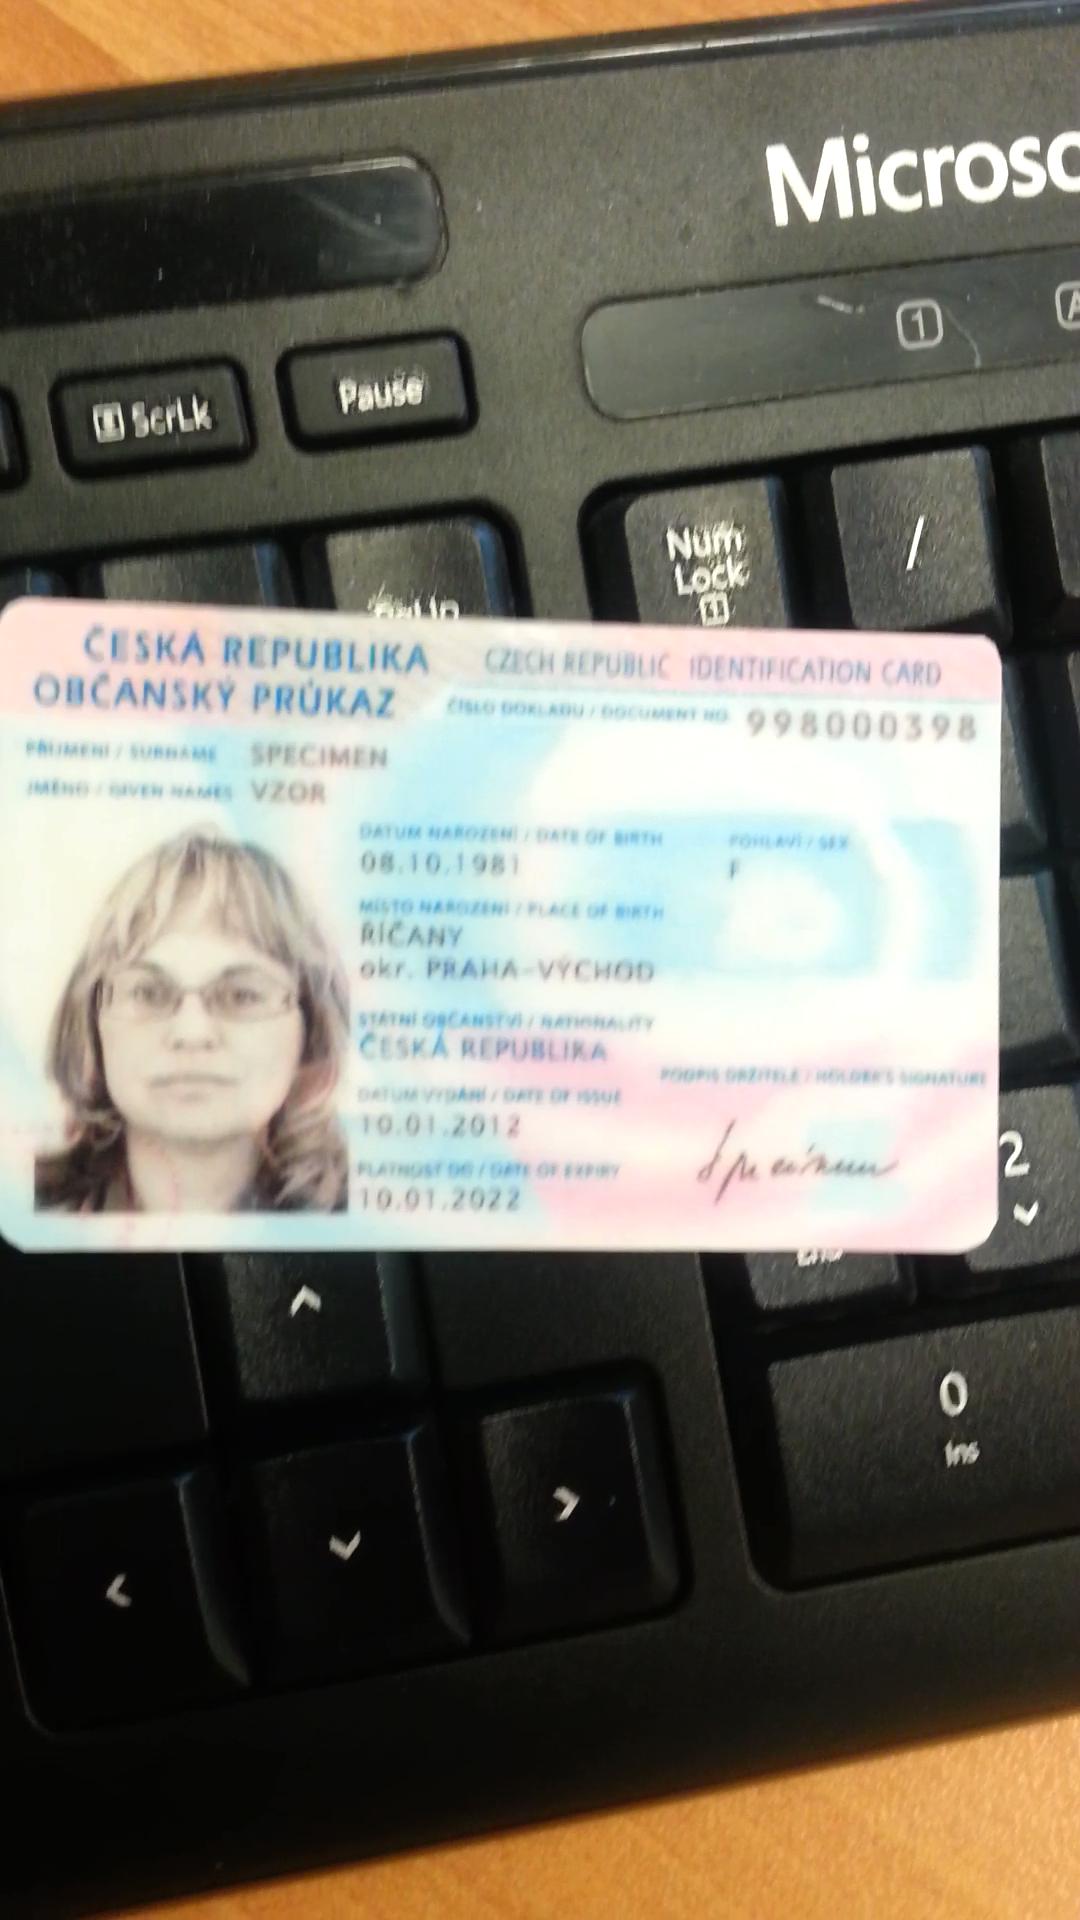 Microso
1
A
ScrLk
Pause
Num
Lock
/
ČESKÁ REPUBLIKA
CZECH REPUBLIC IDENTIFICATION CARD
OBČANSKÝ PRŮKAZ
ČÍSLO DOKLADU / DOCUMENT NO. 998000398
PŘÍJMENÍ / SURNAME SPECIMEN
JMÉNO / GIVEN NAMES VZOR
DATUM NAROZENÍ / DATE OF BIRTH
POHLAVÍ / SEX
08.10.1981
F
MÍSTO NAROZENÍ / PLACE OF BIRTH
ŘÍČANY
okr. PRAHA-VÝCHOD
STÁTNÍ OBČANSTVÍ / NATIONALITY
ČESKÁ REPUBLIKA
PODPIS DRŽITELE / HOLDER'S SIGNATURE
DATUM VYDÁNÍ / DATE OF ISSUE
10.01.2012
Specimen
PLATNOST DO / DATE OF EXPIRY
10.01.2022
2
0
Ins